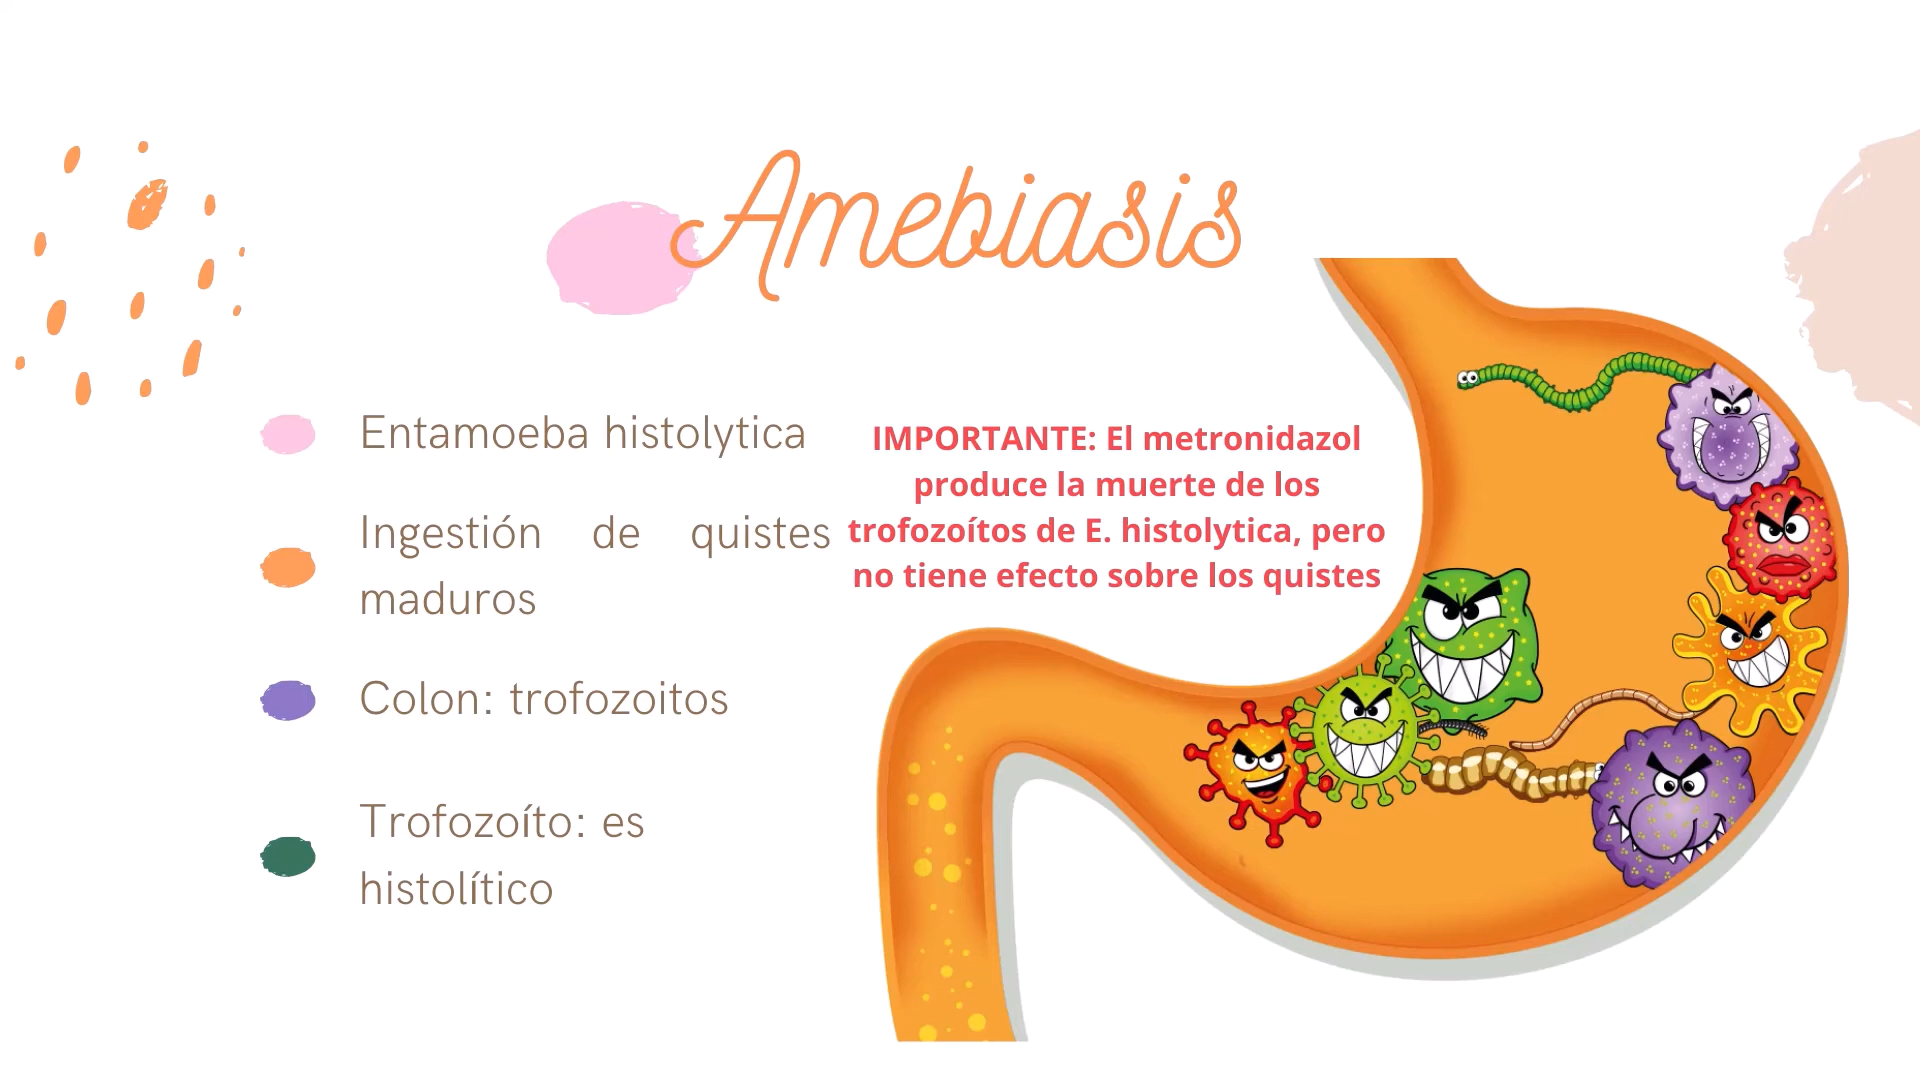 Amebiasis
Entamoeba histolytica
Ingestión de quistes
maduros
Colon: trofozoitos
Trofozoíto: es
histolítico
IMPORTANTE: El metronidazol
produce la muerte de los
trofozoítos de E. histolytica, pero
no tiene efecto sobre los quistes